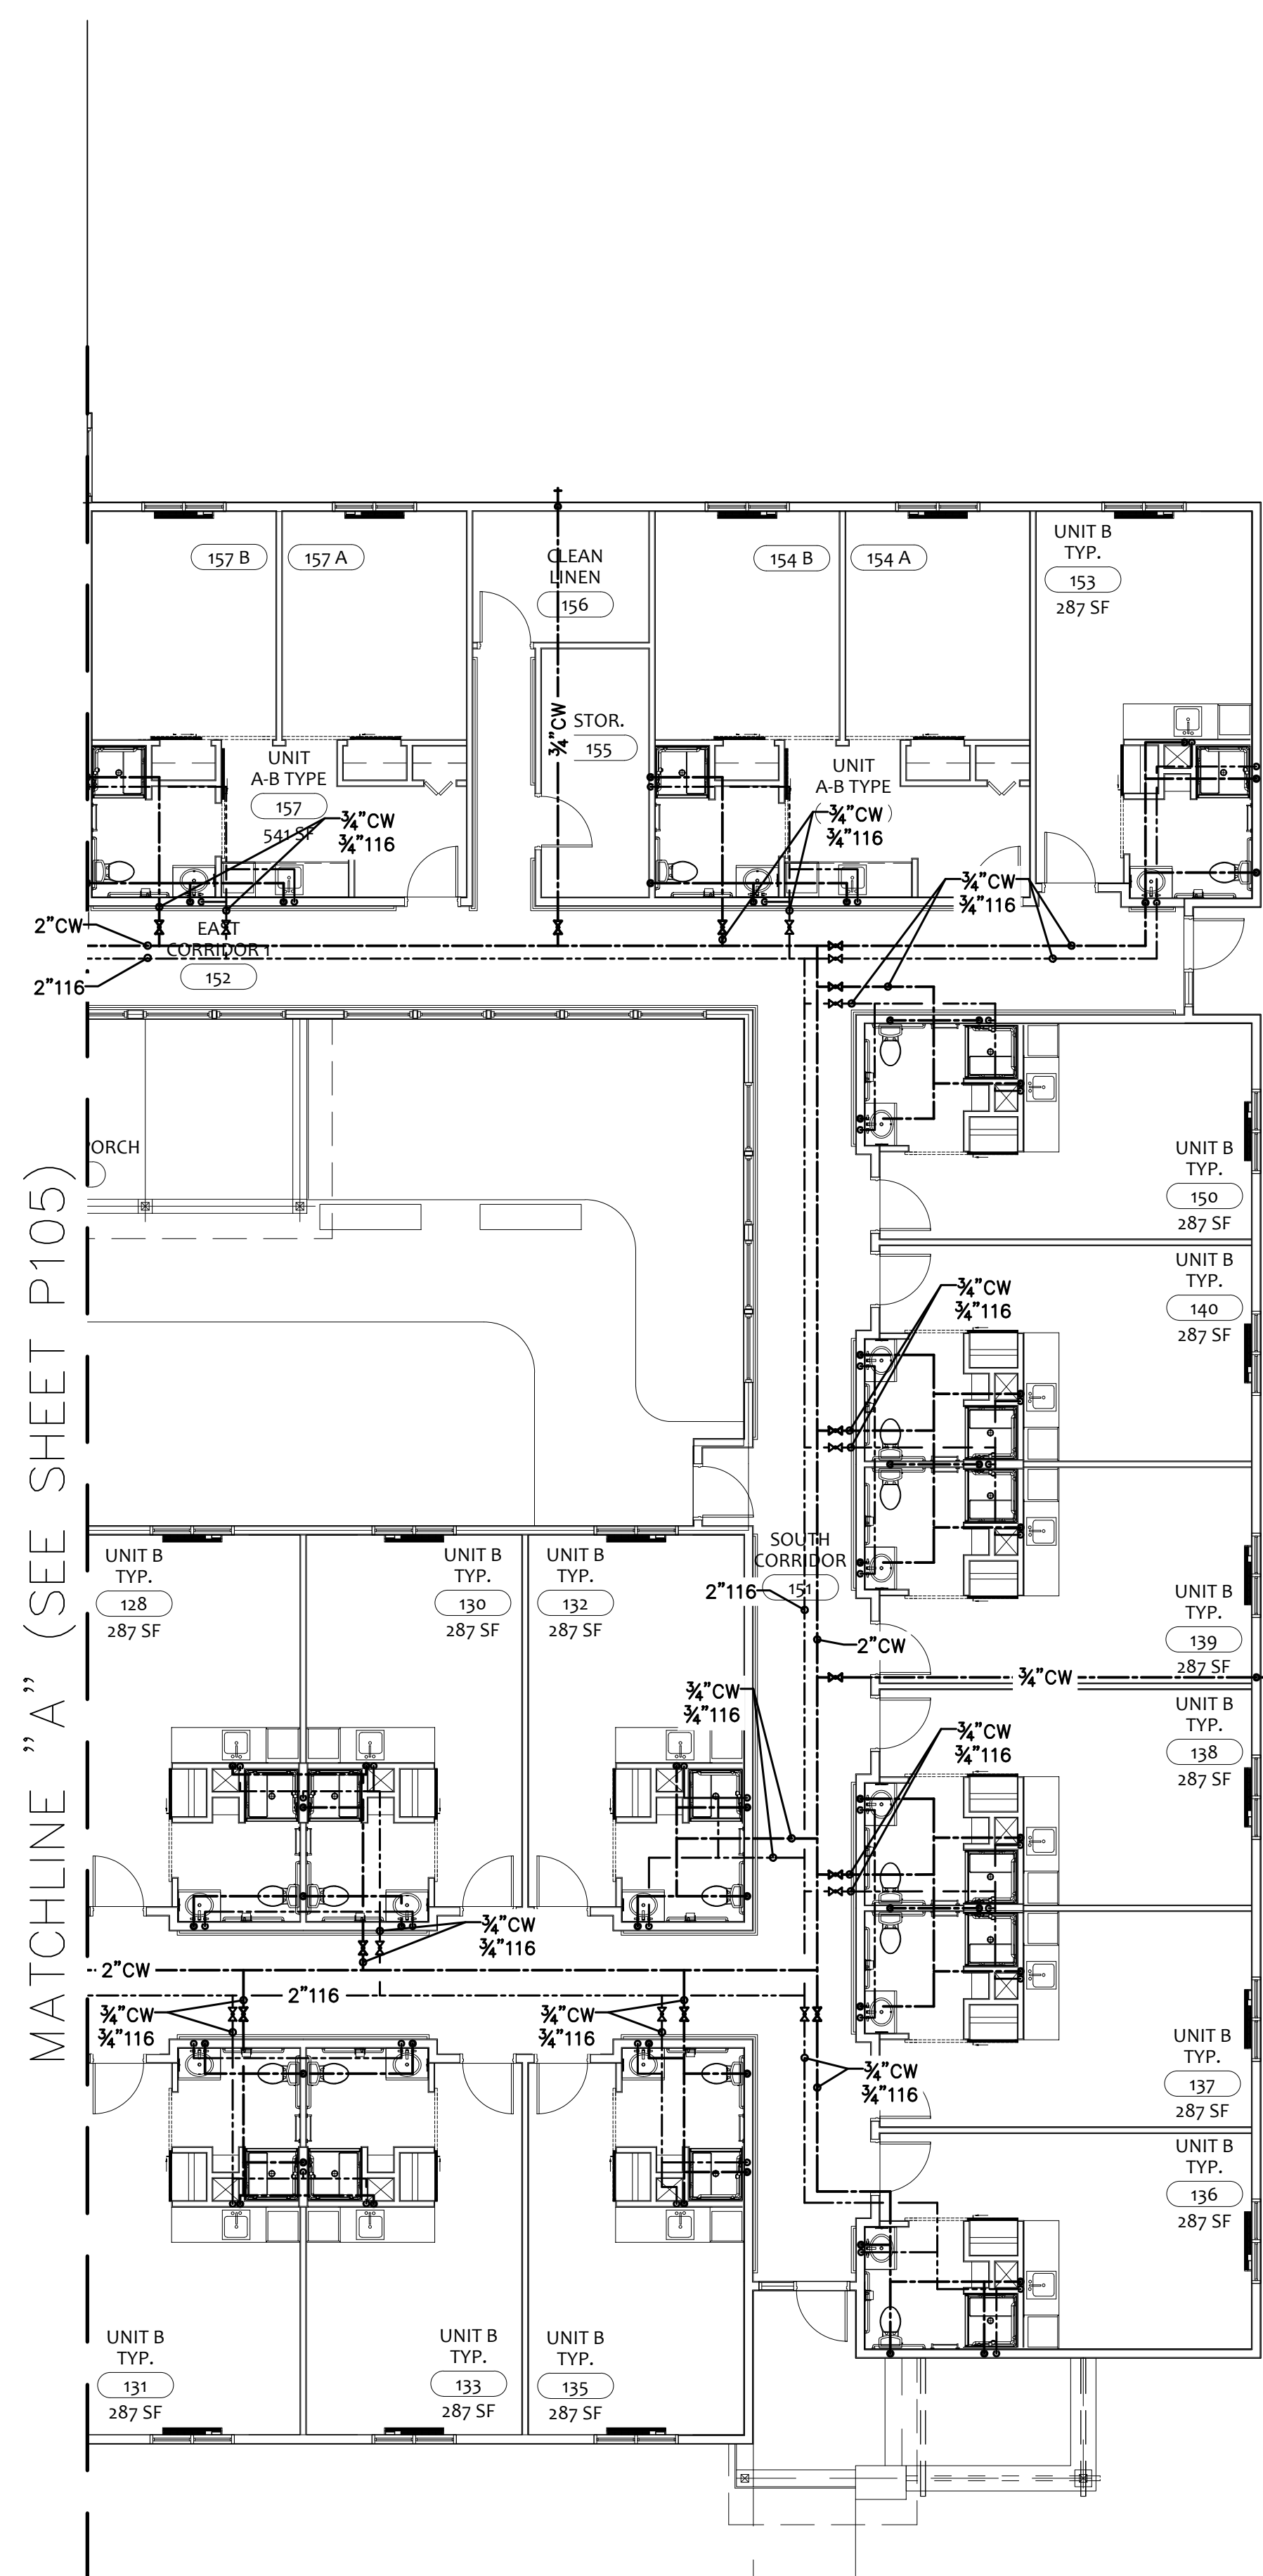 157 B
157 A
CLEAN
LINEN
156
154 B
154 A
UNIT B
TYP.
153
287 SF
¾"CW
STOR.
155
UNIT
A-B TYPE
157
541 SF
¾"CW
¾"116
UNIT
A-B TYPE
¾"CW
¾"116
¾"CW
¾"116
2"CW
EAST
CORRIDOR 1
152
2"116
PORCH
UNIT B
TYP.
150
287 SF
UNIT B
TYP.
140
287 SF
¾"CW
¾"116
MATCHLINE "A" (SEE SHEET P105)
UNIT B
TYP.
128
287 SF
UNIT B
TYP.
130
287 SF
UNIT B
TYP.
132
287 SF
SOUTH
CORRIDOR
151
2"116
2"CW
UNIT B
TYP.
139
287 SF
¾"CW
¾"CW
¾"116
UNIT B
TYP.
138
287 SF
¾"CW
¾"116
¾"CW
¾"116
2"CW
2"116
¾"CW
¾"116
¾"CW
¾"116
¾"CW
¾"116
UNIT B
TYP.
137
287 SF
UNIT B
TYP.
136
287 SF
UNIT B
TYP.
131
287 SF
UNIT B
TYP.
133
287 SF
UNIT B
TYP.
135
287 SF